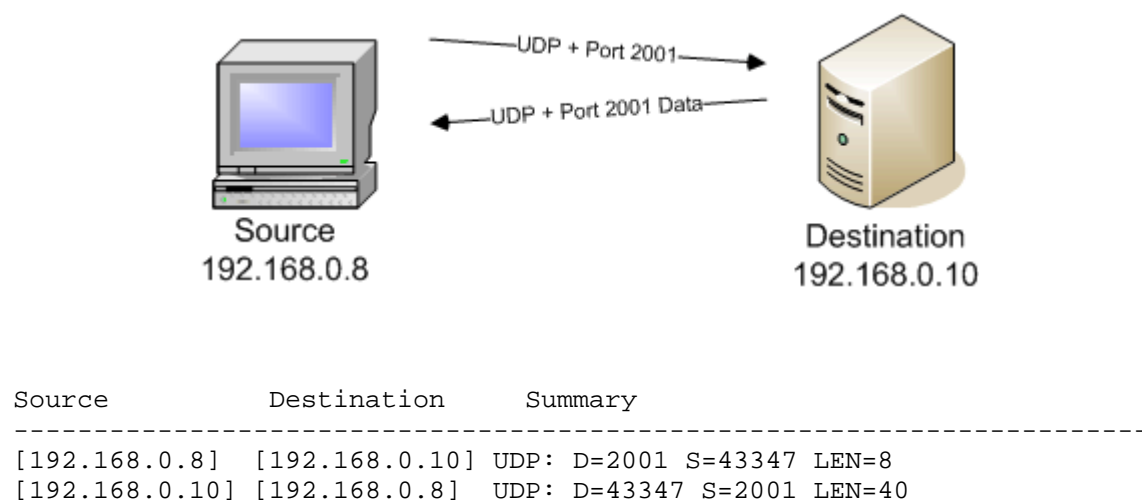 UDP + Port 2001
UDP + Port 2001 Data
Source
192.168.0.8
Destination
192.168.0.10
Source Destination Summary
--------------------------------------------------------------------------
[192.168.0.8] [192.168.0.10] UDP: D=2001 S=43347 LEN=8
[192.168.0.10] [192.168.0.8] UDP: D=43347 S=2001 LEN=40